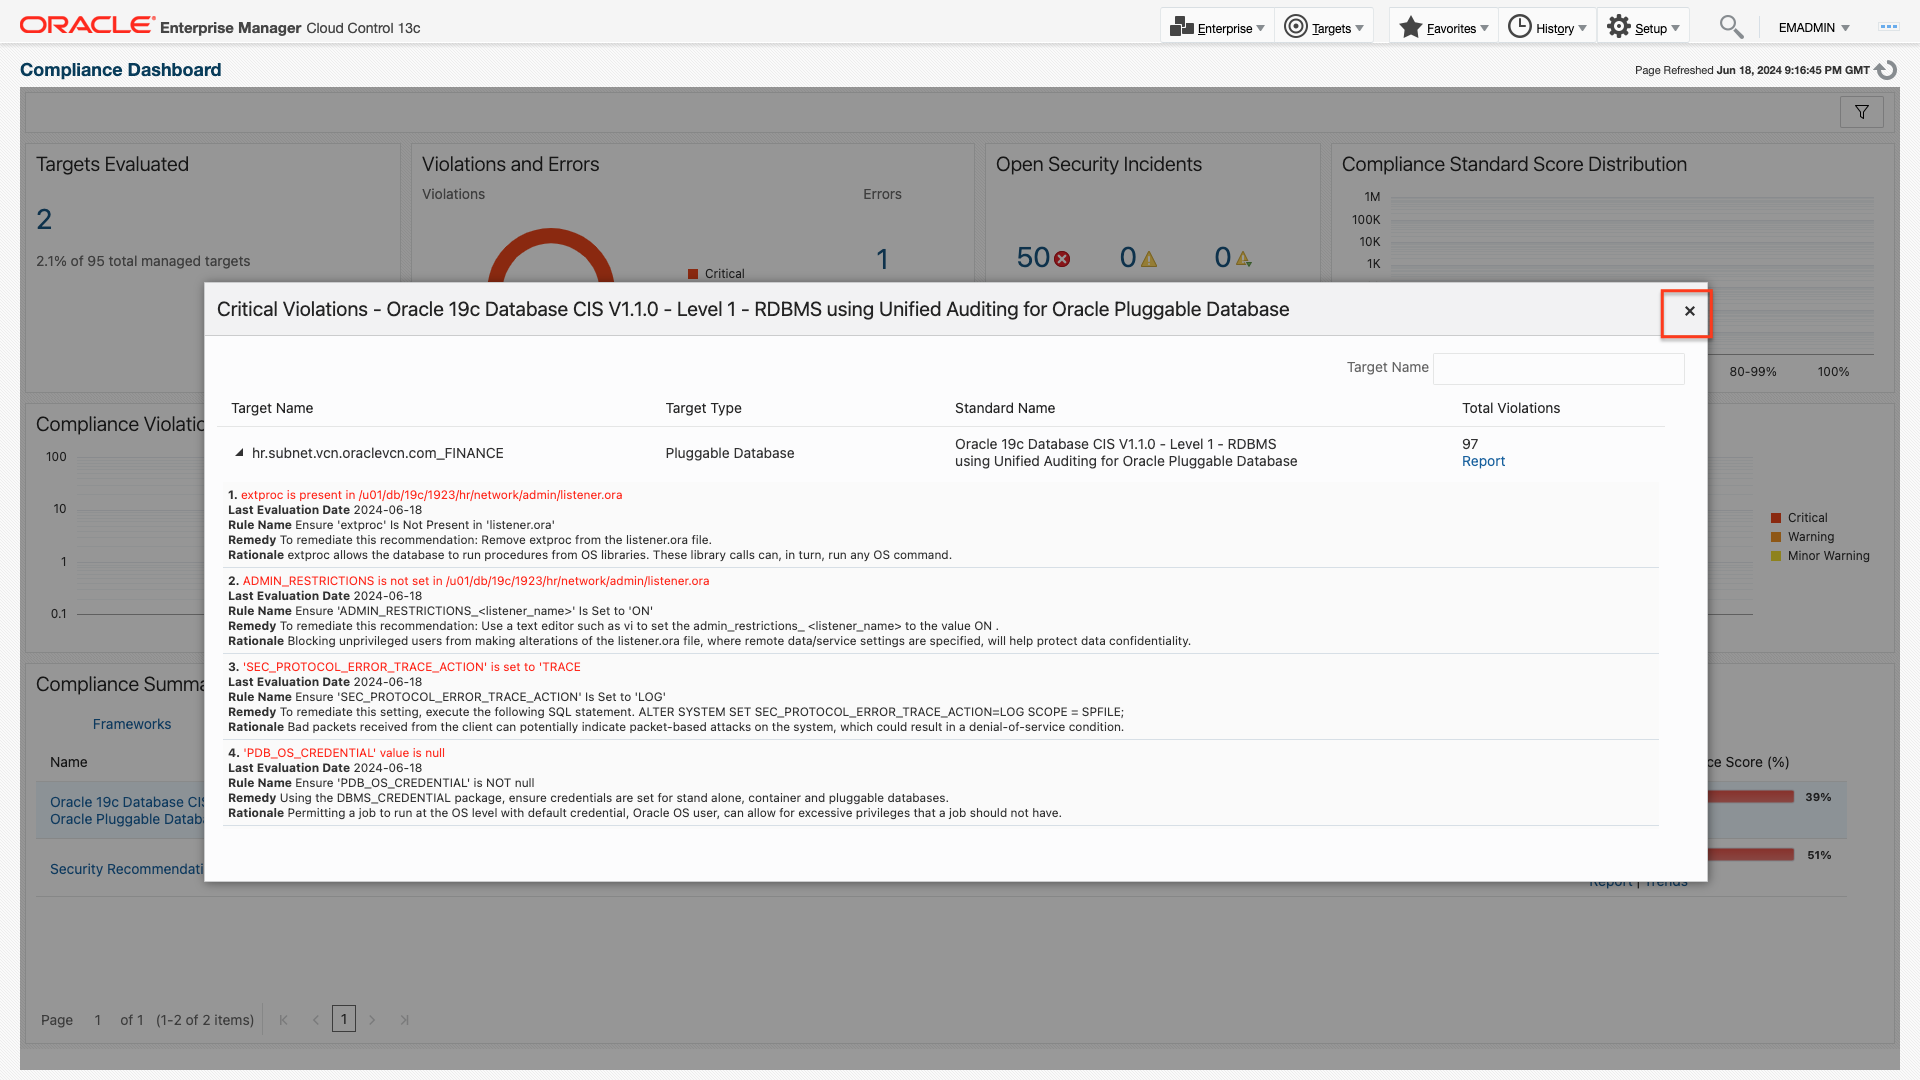 ORACLE Enterprise Manager Cloud Control 13c
Enterprise Targets Favorites History Setup EMADMIN
Compliance Dashboard
Page Refreshed Jun 18, 2024 9:16:45 PM GMT
Targets Evaluated
2
2.1% of 95 total managed targets
Violations and Errors
Violations
Errors
Critical
1
Open Security Incidents
50 0 0
Compliance Standard Score Distribution
1M
100K
10K
1K
80-99% 100%
Critical Violations - Oracle 19c Database CIS V1.1.0 - Level 1 - RDBMS using Unified Auditing for Oracle Pluggable Database
×
Target Name
Target Name Target Type Standard Name Total Violations
hr.subnet.vcn.oraclevcn.com_FINANCE Pluggable Database
Oracle 19c Database CIS V1.1.0 - Level 1 - RDBMS
using Unified Auditing for Oracle Pluggable Database
97
Report
1. extproc is present in /u01/db/19c/1923/hr/network/admin/listener.ora
Last Evaluation Date 2024-06-18
Rule Name Ensure 'extproc' Is Not Present in 'listener.ora'
Remedy To remediate this recommendation: Remove extproc from the listener.ora file.
Rationale extproc allows the database to run procedures from OS libraries. These library calls can, in turn, run any OS command.
2. ADMIN_RESTRICTIONS is not set in /u01/db/19c/1923/hr/network/admin/listener.ora
Last Evaluation Date 2024-06-18
Rule Name Ensure 'ADMIN_RESTRICTIONS_<listener_name>' Is Set to 'ON'
Remedy To remediate this recommendation: Use a text editor such as vi to set the admin_restrictions_ <listener_name> to the value ON .
Rationale Blocking unprivileged users from making alterations of the listener.ora file, where remote data/service settings are specified, will help protect data confidentiality.
3. 'SEC_PROTOCOL_ERROR_TRACE_ACTION' is set to 'TRACE
Last Evaluation Date 2024-06-18
Rule Name Ensure 'SEC_PROTOCOL_ERROR_TRACE_ACTION' Is Set to 'LOG'
Remedy To remediate this setting, execute the following SQL statement. ALTER SYSTEM SET SEC_PROTOCOL_ERROR_TRACE_ACTION=LOG SCOPE = SPFILE;
Rationale Bad packets received from the client can potentially indicate packet-based attacks on the system, which could result in a denial-of-service condition.
4. 'PDB_OS_CREDENTIAL' value is null
Last Evaluation Date 2024-06-18
Rule Name Ensure 'PDB_OS_CREDENTIAL' is NOT null
Remedy Using the DBMS_CREDENTIAL package, ensure credentials are set for stand alone, container and pluggable databases.
Rationale Permitting a job to run at the OS level with default credential, Oracle OS user, can allow for excessive privileges that a job should not have.
Compliance Violatio
100
10
1
0.1
Critical
Warning
Minor Warning
Compliance Summa
Frameworks
Name
ce Score (%)
Oracle 19c Database CIS
Oracle Pluggable Databa
39%
Security Recommendati
51%
Report | Trends
Page 1 of 1 (1-2 of 2 items) 1